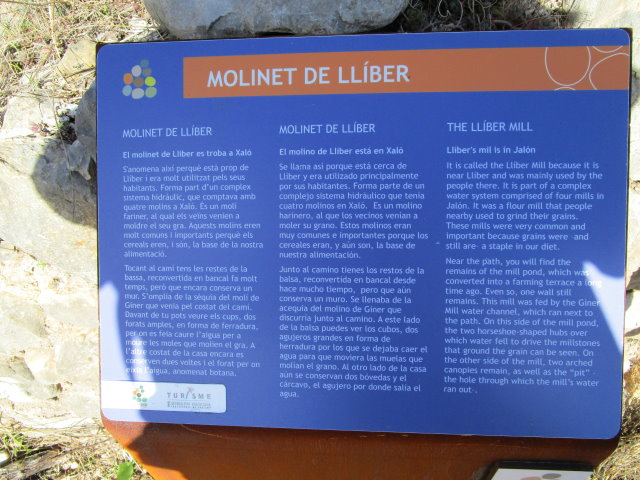 MOLINET DE LLÍBER
MOLINET DE LLÍBER
El molinet de Llíber es troba a Xaló
S'anomena així perquè està prop de
Llíber i era molt utilitzat pels seus
habitants. Forma part d'un complex
sistema hidràulic, que comptava amb
quatre molins a Xaló. Es un molí
fariner, al qual els veïns venien a
moldre el seu gra. Aquests molins eren
molt comuns i importants perquè els
cereals eren, i són, la base de la nostra
alimentació.
Tocant al camí tens les restes de la
bassa, reconvertida en bancal fa molt
temps, però que encara conserva un
mur. S'omplia de la séquia del molí de
Giner que venia pel costat del camí.
Davant de tu pots veure els cups, dos
forats amples, en forma de ferradura,
per on es feia caure l'aigua per a
moure les moles que molien el gra. A
l'altre costat de la casa encara es
conserven dues voltes i el forat per on
eixia l'aigua, anomenat botana.
MOLINET DE LLÍBER
El molino de Llíber está en Xaló
Se llama así porque está cerca de
Llíber y era utilizado principalmente
por sus habitantes. Forma parte de un
complejo sistema hidráulico que tenía
cuatro molinos en Xaló. Es un molino
harinero, al que los vecinos venían a
moler su grano. Estos molinos eran
muy comunes e importantes porque los
cereales eran, y aún son, la base de
nuestra alimentación.
Junto al camino tienes los restos de la
balsa, reconvertida en bancal desde
hace mucho tiempo, pero que aún
conserva un muro. Se llenaba de la
acequia del molino de Giner que
discurría junto al camino. A este lado
de la balsa puedes ver los cubos, dos
agujeros grandes en forma de
herradura por los que se dejaba caer el
agua para que moviera las muelas que
molían el grano. Al otro lado de la casa
aún se conservan dos bóvedas y el
cárcavo, el agujero por donde salía el
agua.
THE LLÍBER MILL
Llíber's mil is in Jalón
It is called the Llíber Mill because it is
near Llíber and was mainly used by the
people there. It is part of a complex
water system comprised of four mills in
Jalon. It was a flour mill that people
nearby used to grind their grains.
These mills were very common and
important because grains were -and
still are- a staple in our diet.
Near the path, you will find the
remains of the mill pond, which was
converted into a farming terrace a long
time ago. Even so, one wall still
remains. This mill was fed by the Giner
Mill water channel, which ran next to
the path. On this side of the mill pond,
the two horseshoe-shaped hubs over
which water fell to drive the millstones
that ground the grain can be seen. On
the other side of the mill, two arched
canopies remain, as well as the "pit" -
the hole through which the mill's water
ran out-.
TURISME